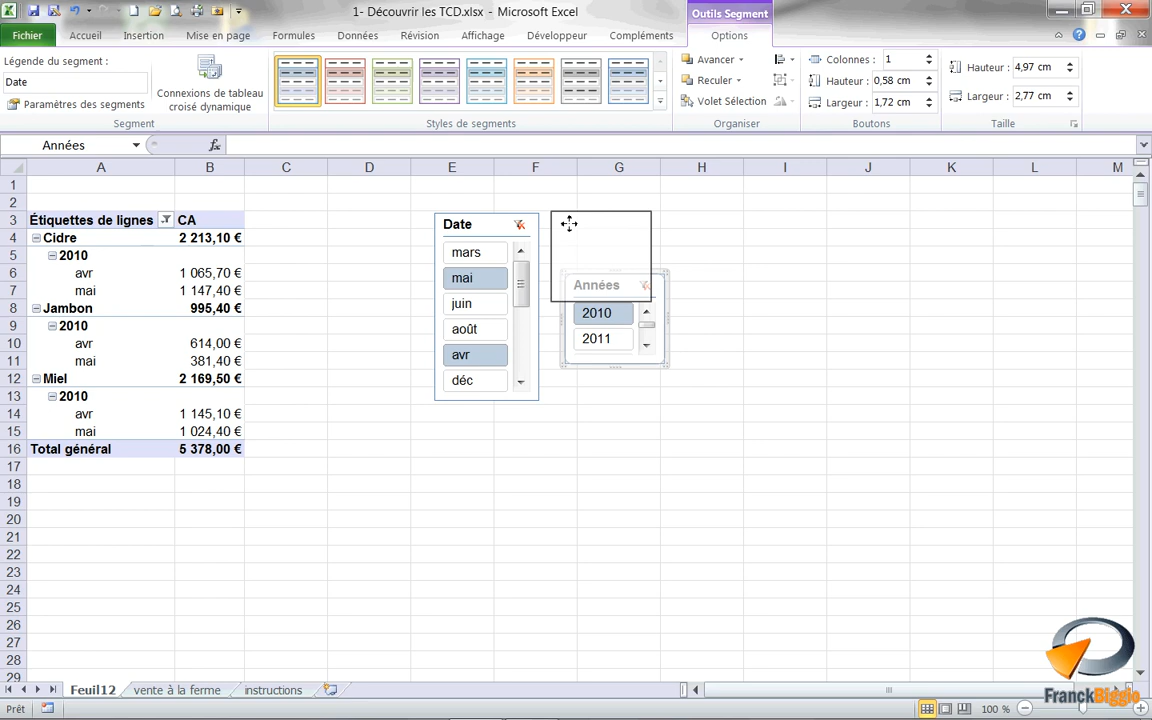 1- Découvrir les TCD.xlsx - Microsoft Excel
Outils Segment
Fichier Accueil Insertion Mise en page Formules Données Révision Affichage Développeur Compléments Options
Légende du segment :
Date
Paramètres des segments
Connexions de tableau
croisé dynamique
Segment
Styles de segments
Avancer
Reculer
Volet Sélection
Organiser
Colonnes : 1
Hauteur : 0,58 cm
Largeur : 1,72 cm
Boutons
Hauteur : 4,97 cm
Largeur : 2,77 cm
Taille
Années fx
A B C D E F G H I J K L M
1
2
3 Étiquettes de lignes CA
4 Cidre 2 213,10 €
5 2010
6 avr 1 065,70 €
7 mai 1 147,40 €
8 Jambon 995,40 €
9 2010
10 avr 614,00 €
11 mai 381,40 €
12 Miel 2 169,50 €
13 2010
14 avr 1 145,10 €
15 mai 1 024,40 €
16 Total général 5 378,00 €
17
18
19
20
21
22
23
24
25
26
27
28
29
Date
mars
mai
juin
août
avr
déc
Années
2010
2011
FranckBiggio
Feuil12 vente à la ferme instructions
Prêt 100 %